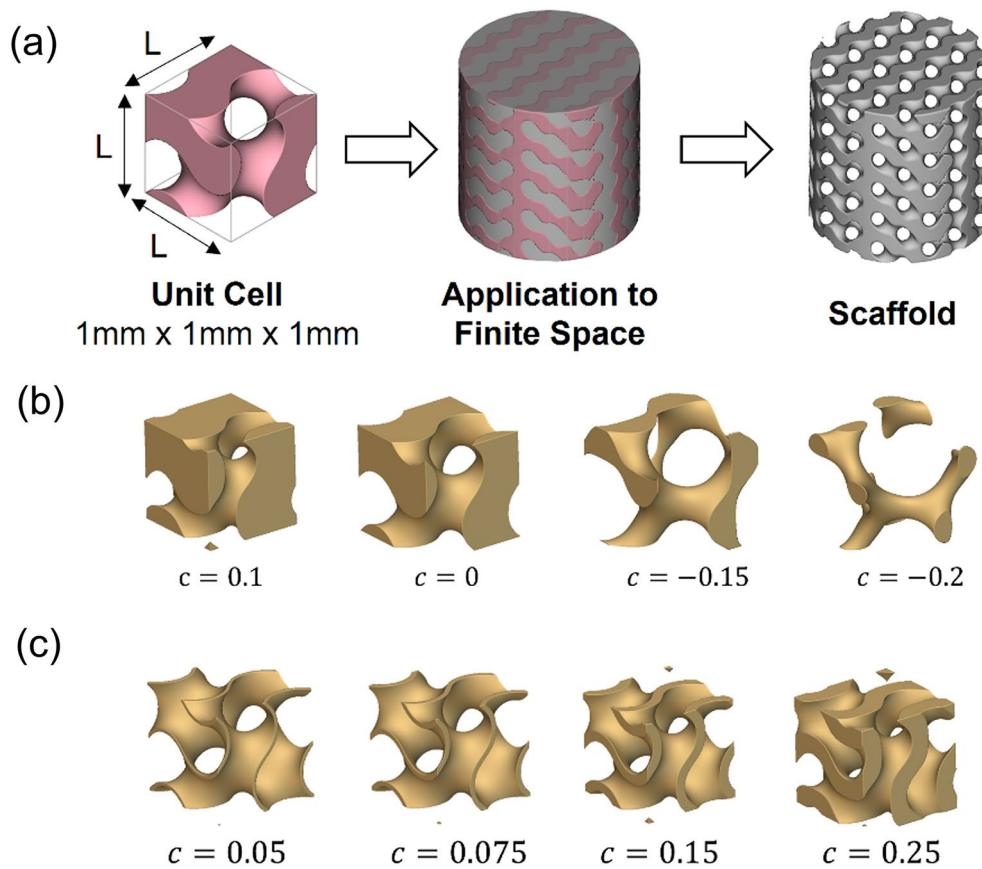 (a)
L
L
L
Unit Cell
1mm x 1mm x 1mm
Application to
Finite Space
Scaffold
(b)
c = 0.1
c = 0
c = −0.15
c = −0.2
(c)
c = 0.05
c = 0.075
c = 0.15
c = 0.25